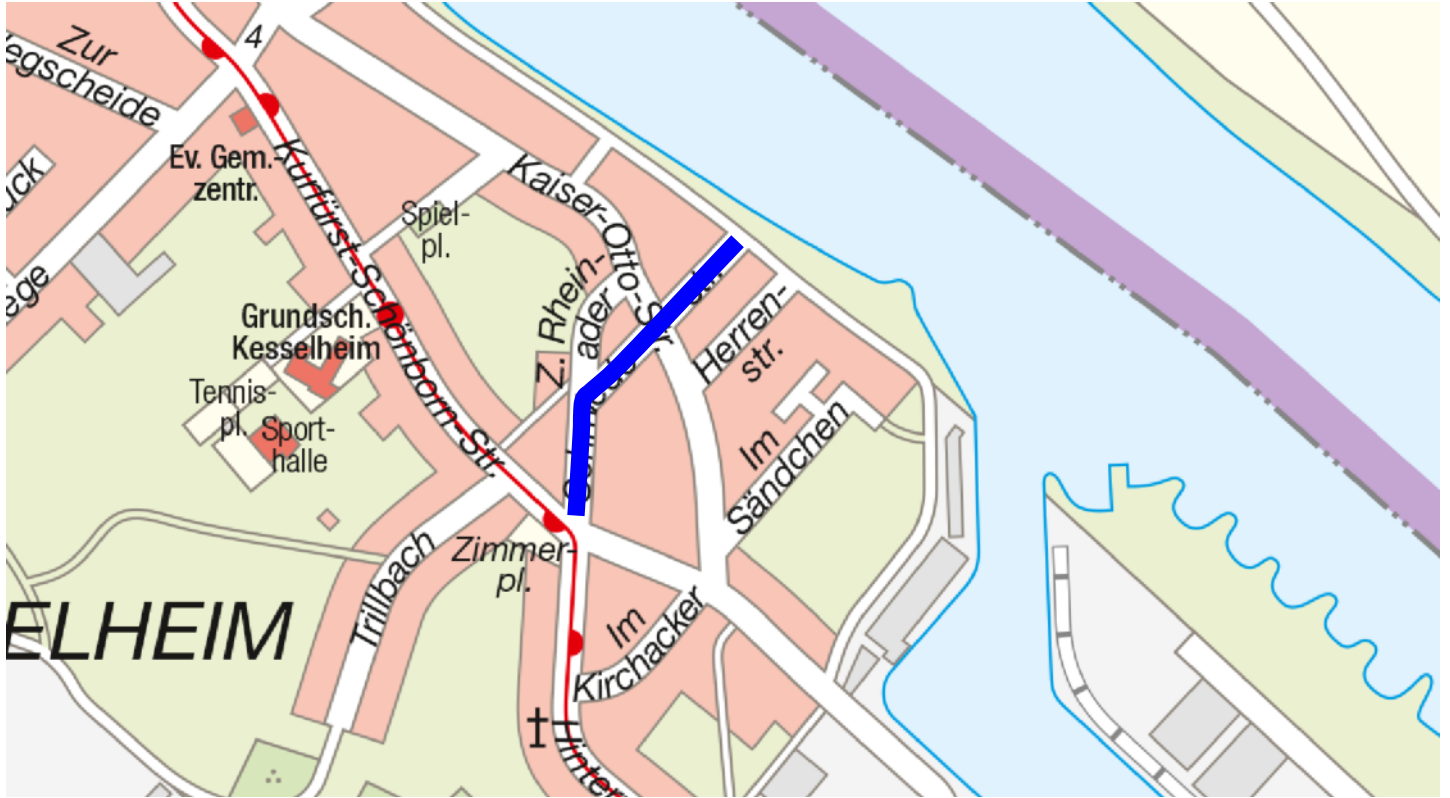 Zur
egscheide
4
Ev. Gem.-
zentr.
ück
ege
Kurfürst-Schönborn-Str.
Spiel-
pl.
Kaiser-Otto-Str.
Z. Rhein-
ader
Herren-
str.
Grundsch.
Kesselheim
Tennis-
pl.
Sport-
halle
Im
Sändchen
Zimmer-
pl.
Trillbach
ELHEIM
Im
Kirchacker
Hinter